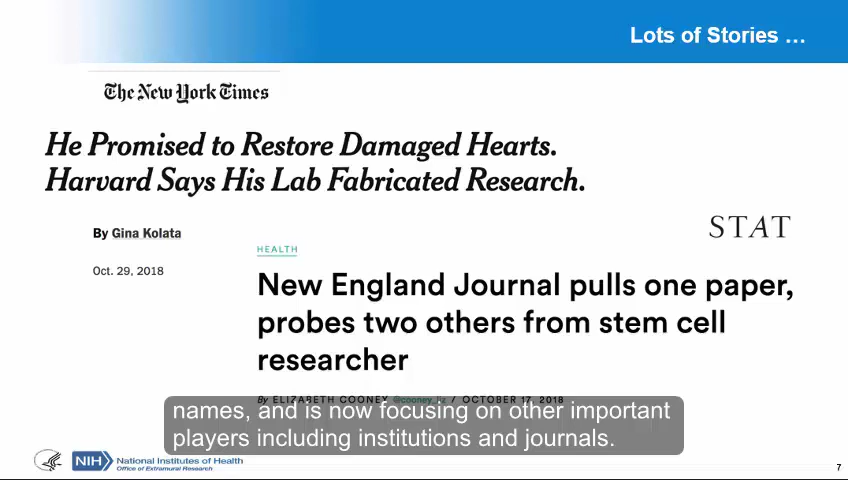 Lots of Stories ...
The New York Times
He Promised to Restore Damaged Hearts.
Harvard Says His Lab Fabricated Research.
By Gina Kolata
Oct. 29, 2018
STAT
HEALTH
New England Journal pulls one paper,
probes two others from stem cell
researcher
By ELIZABETH COONEY @cooney_liz / OCTOBER 17, 2018
names, and is now focusing on other important
players including institutions and journals.
NIH National Institutes of Health
Office of Extramural Research
7